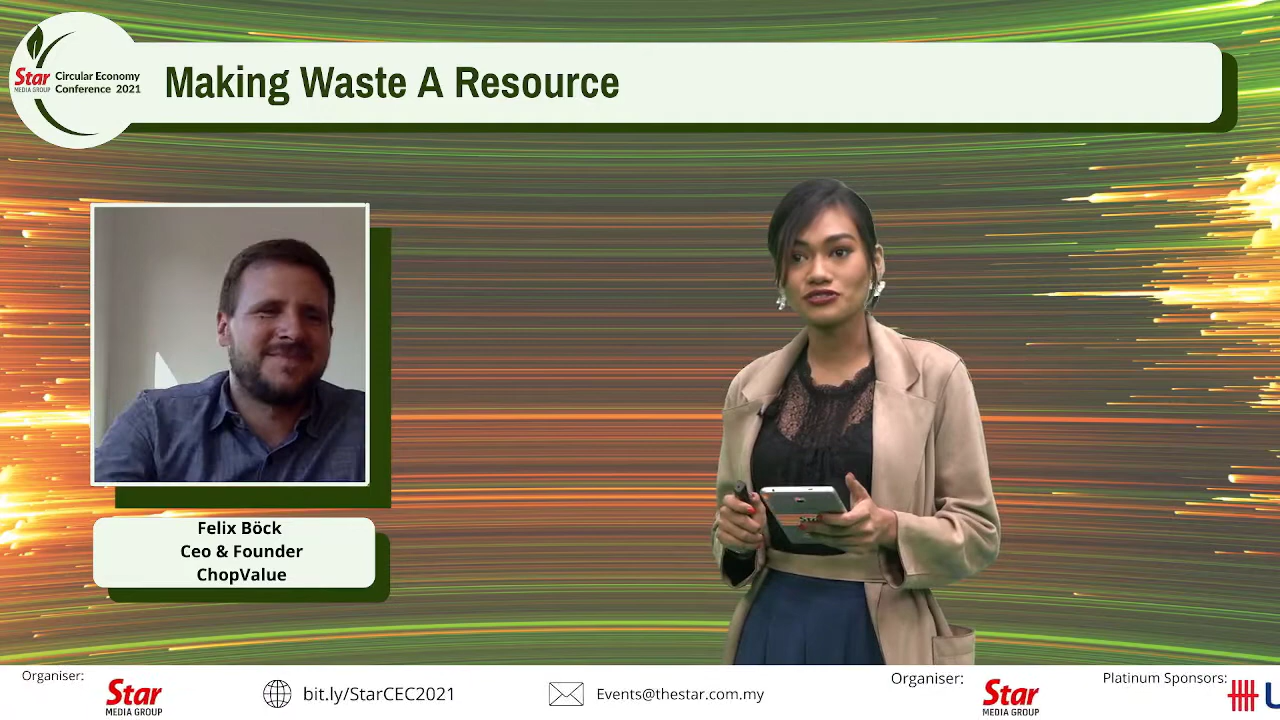 Star
MEDIA GROUP
Circular Economy
Conference 2021
Making Waste A Resource
Felix Böck
Ceo & Founder
ChopValue
Organiser:
Star
MEDIA GROUP
bit.ly/StarCEC2021
Events@thestar.com.my
Organiser:
Star
MEDIA GROUP
Platinum Sponsors: